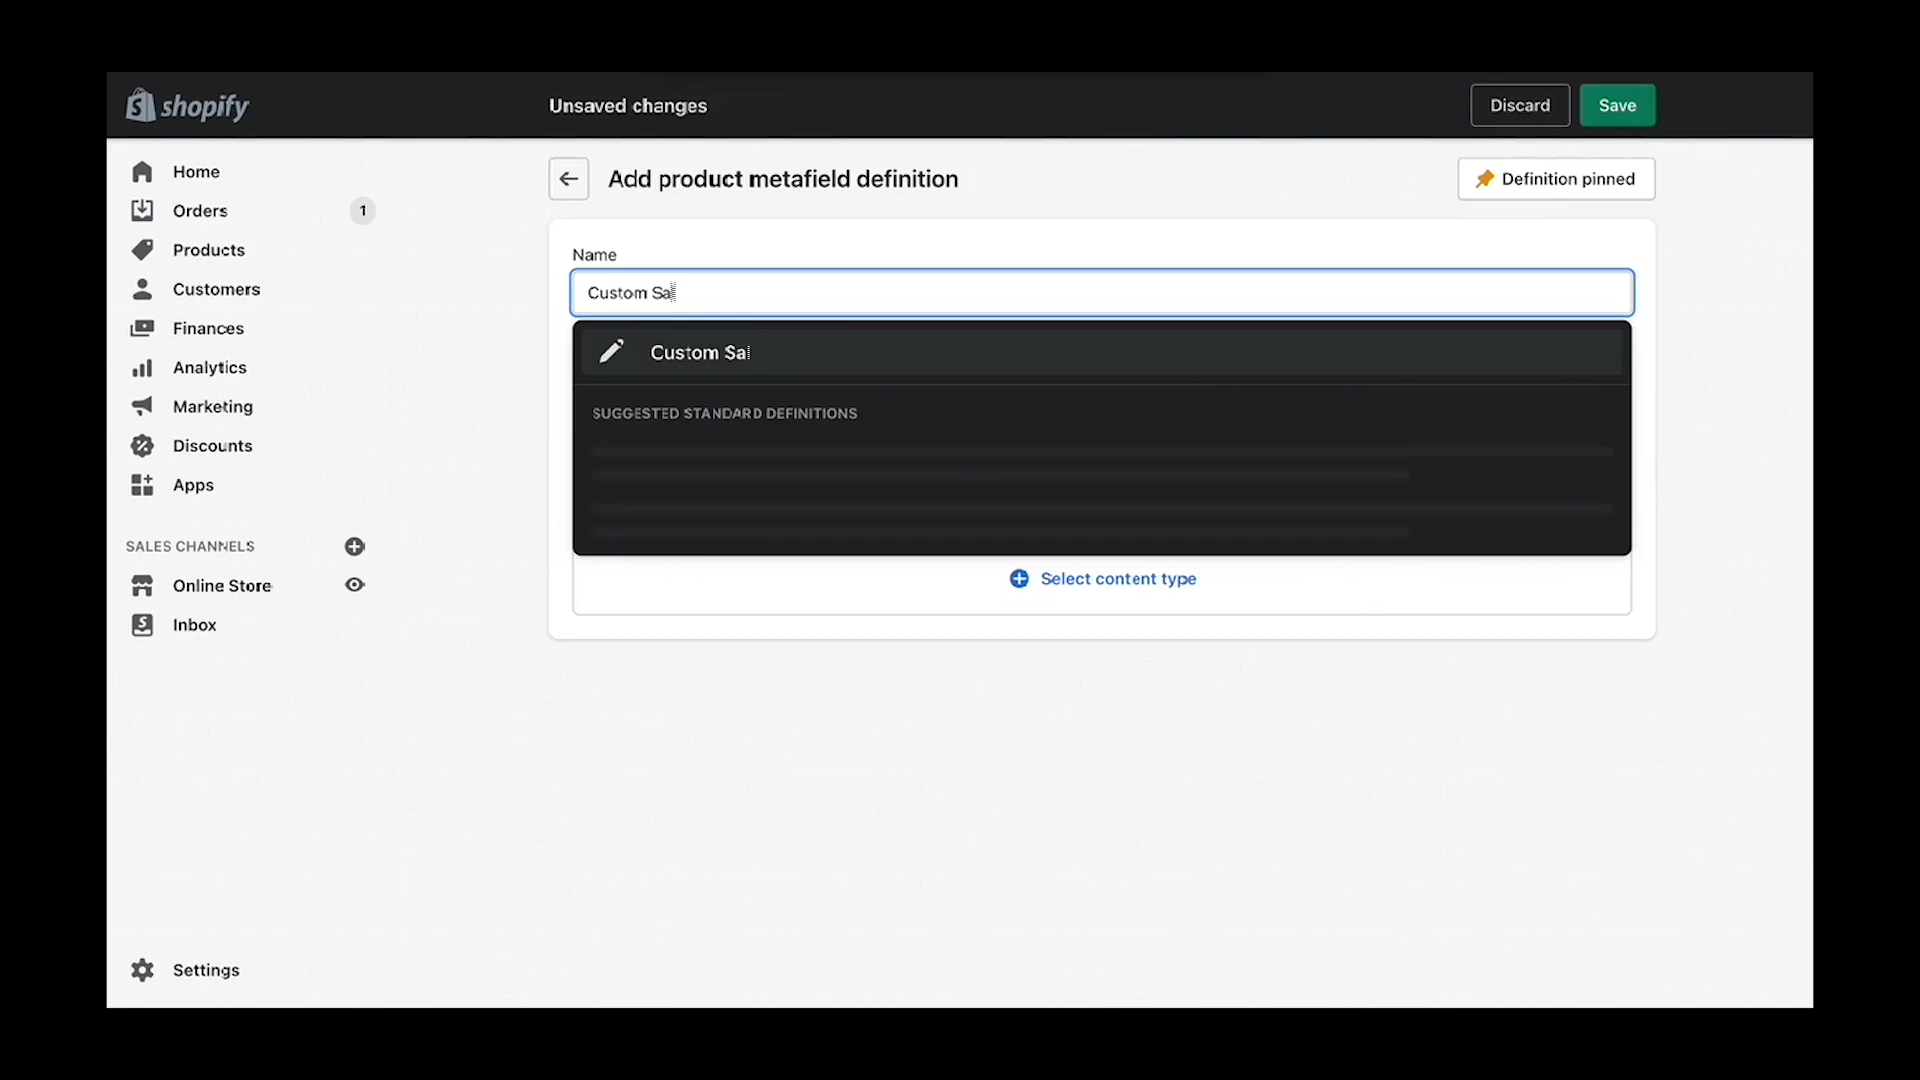 shopify
Unsaved changes
Discard
Save
Home
Orders
1
Products
Customers
Finances
Analytics
Marketing
Discounts
Apps
SALES CHANNELS
Online Store
Inbox
Settings
Add product metafield definition
Definition pinned
Name
Custom Sa
Custom Sal
SUGGESTED STANDARD DEFINITIONS
Select content type